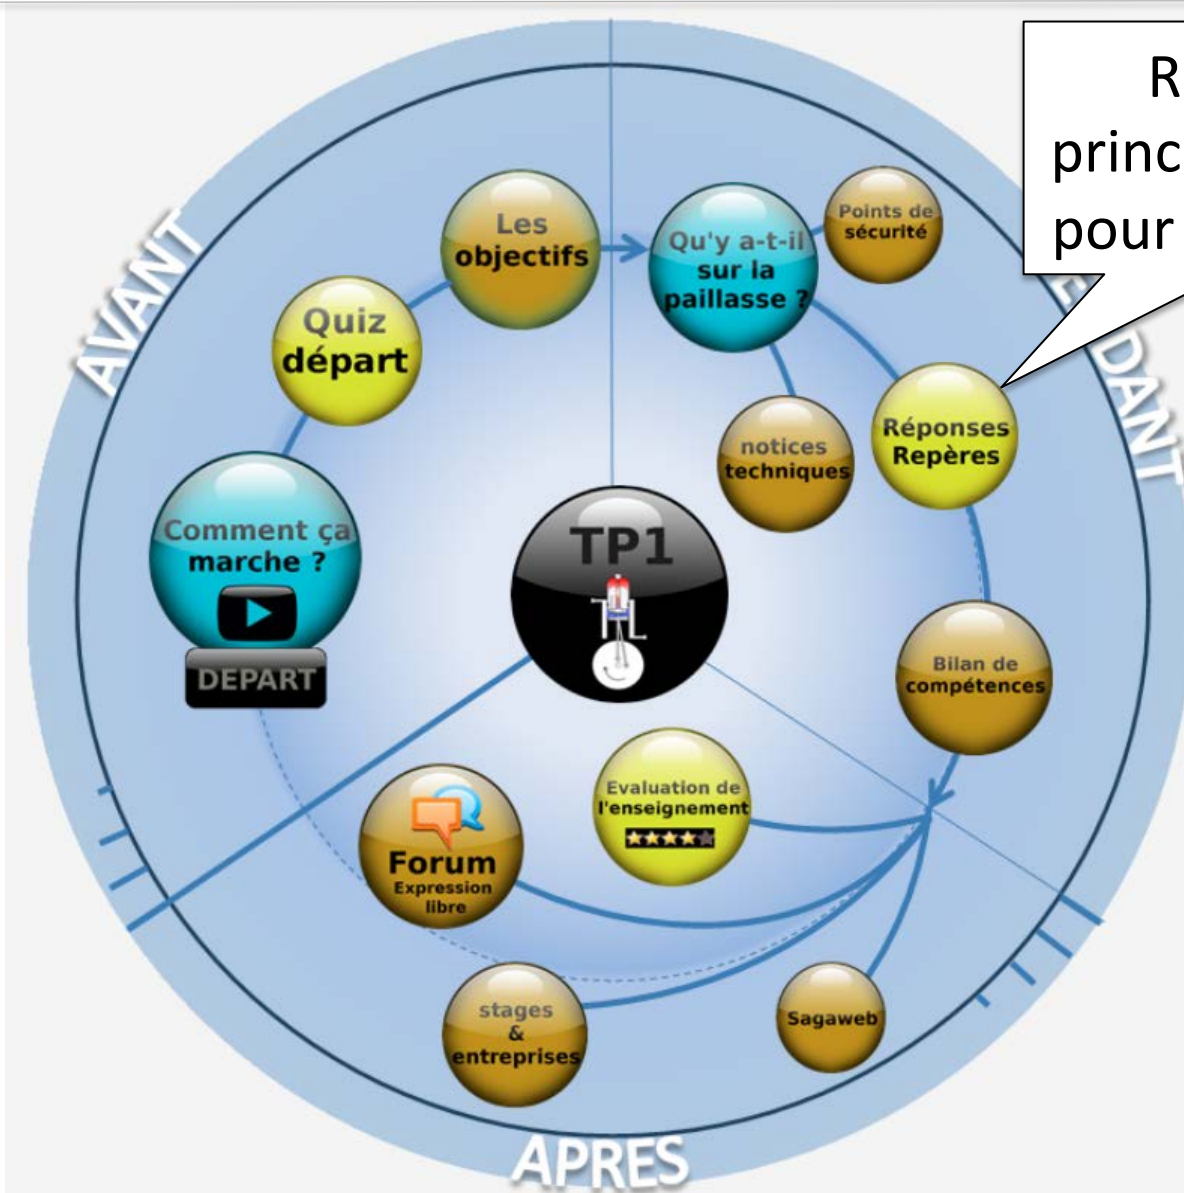 AVANT
Les
objectifs
Quiz
départ
Comment ça
marche ?
DEPART
Qu'y a-t-il
sur la
paillasse ?
Points de
sécurité
R
princ
pour
E
DANT
notices
techniques
Réponses
Repères
TP1
Bilan de
compétences
Evaluation de
l'enseignement
Forum
Expression
libre
stages
&
entreprises
Sagaweb
APRES